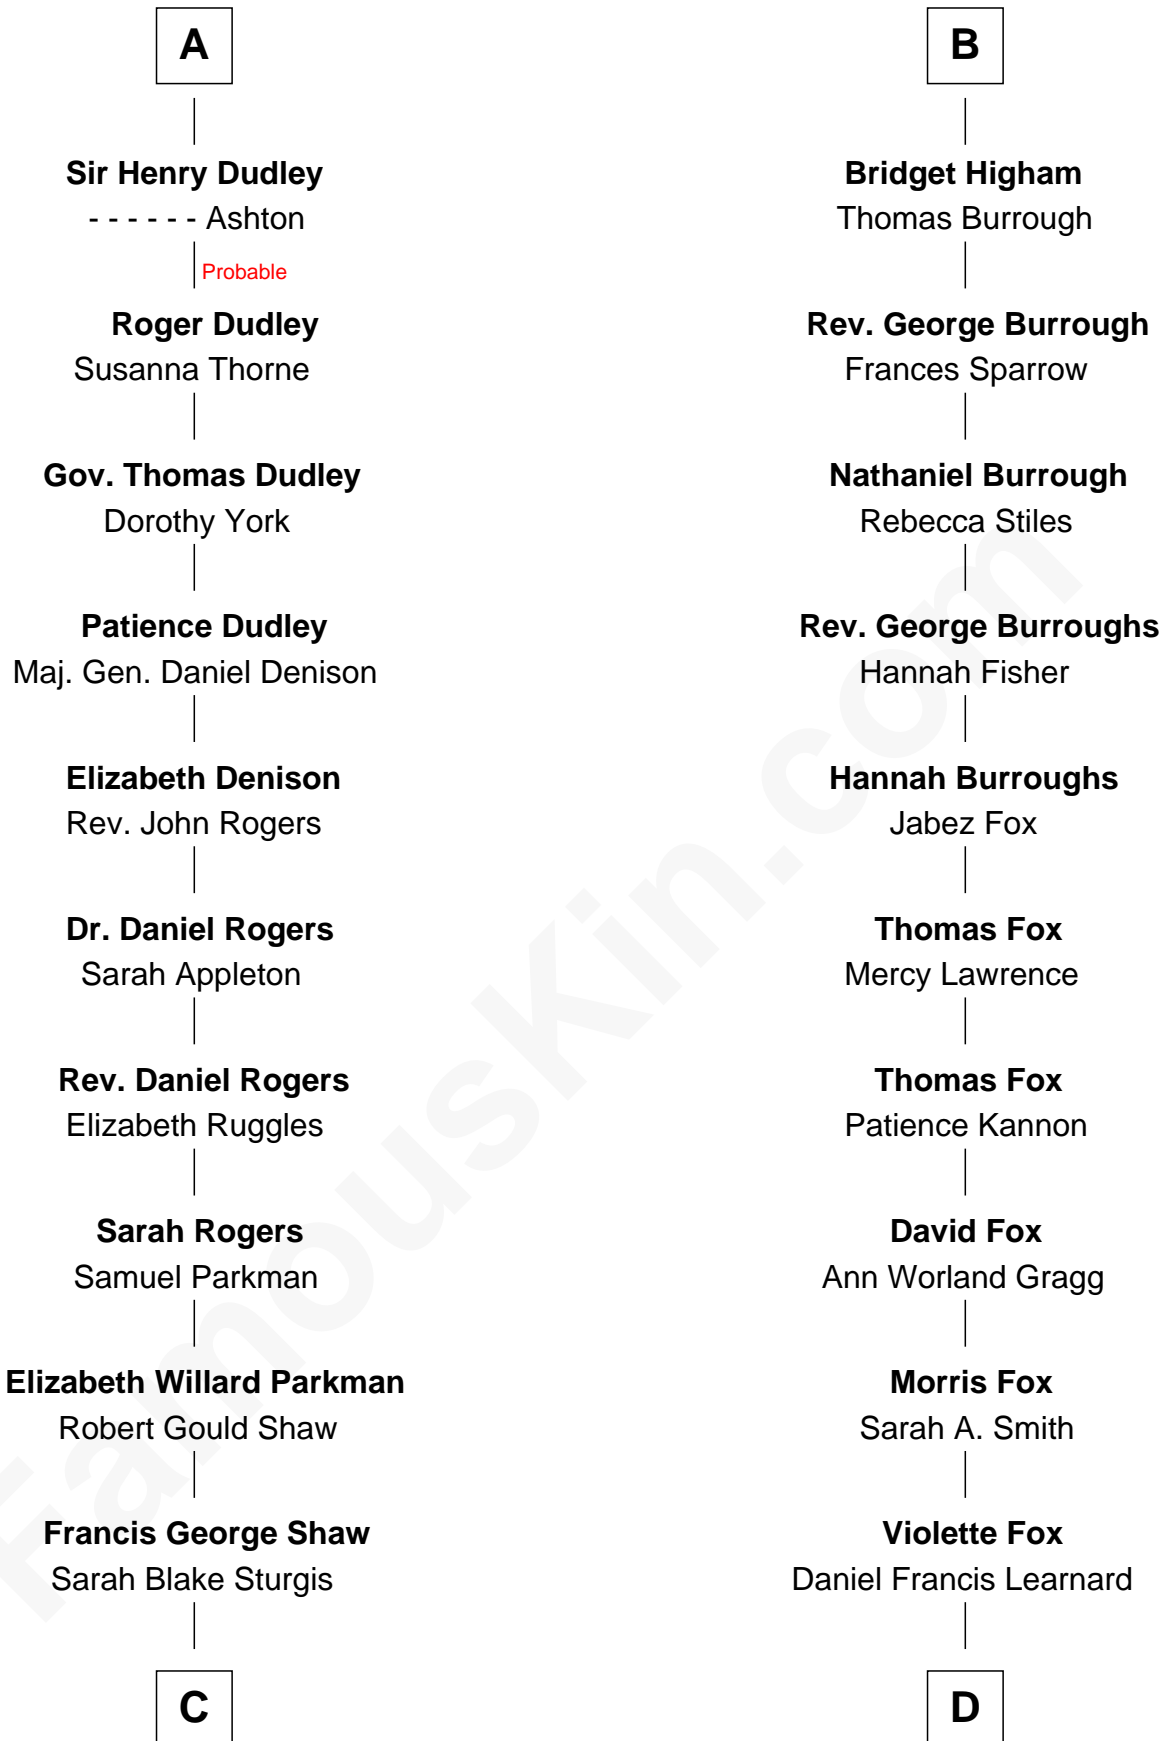 A
Sir Henry Dudley
- - - - - - Ashton
Probable
Roger Dudley
Susanna Thorne
Gov. Thomas Dudley
Dorothy York
Patience Dudley
Maj. Gen. Daniel Denison
Elizabeth Denison
Rev. John Rogers
Dr. Daniel Rogers
Sarah Appleton
Rev. Daniel Rogers
Elizabeth Ruggles
Sarah Rogers
Samuel Parkman
Elizabeth Willard Parkman
Robert Gould Shaw
Francis George Shaw
Sarah Blake Sturgis
C
B
Bridget Higham
Thomas Burrough
Rev. George Burrough
Frances Sparrow
Nathaniel Burrough
Rebecca Stiles
Rev. George Burroughs
Hannah Fisher
Hannah Burroughs
Jabez Fox
Thomas Fox
Mercy Lawrence
Thomas Fox
Patience Kannon
David Fox
Ann Worland Gragg
Morris Fox
Sarah A. Smith
Violette Fox
Daniel Francis Learnard
D
FamousKin.com